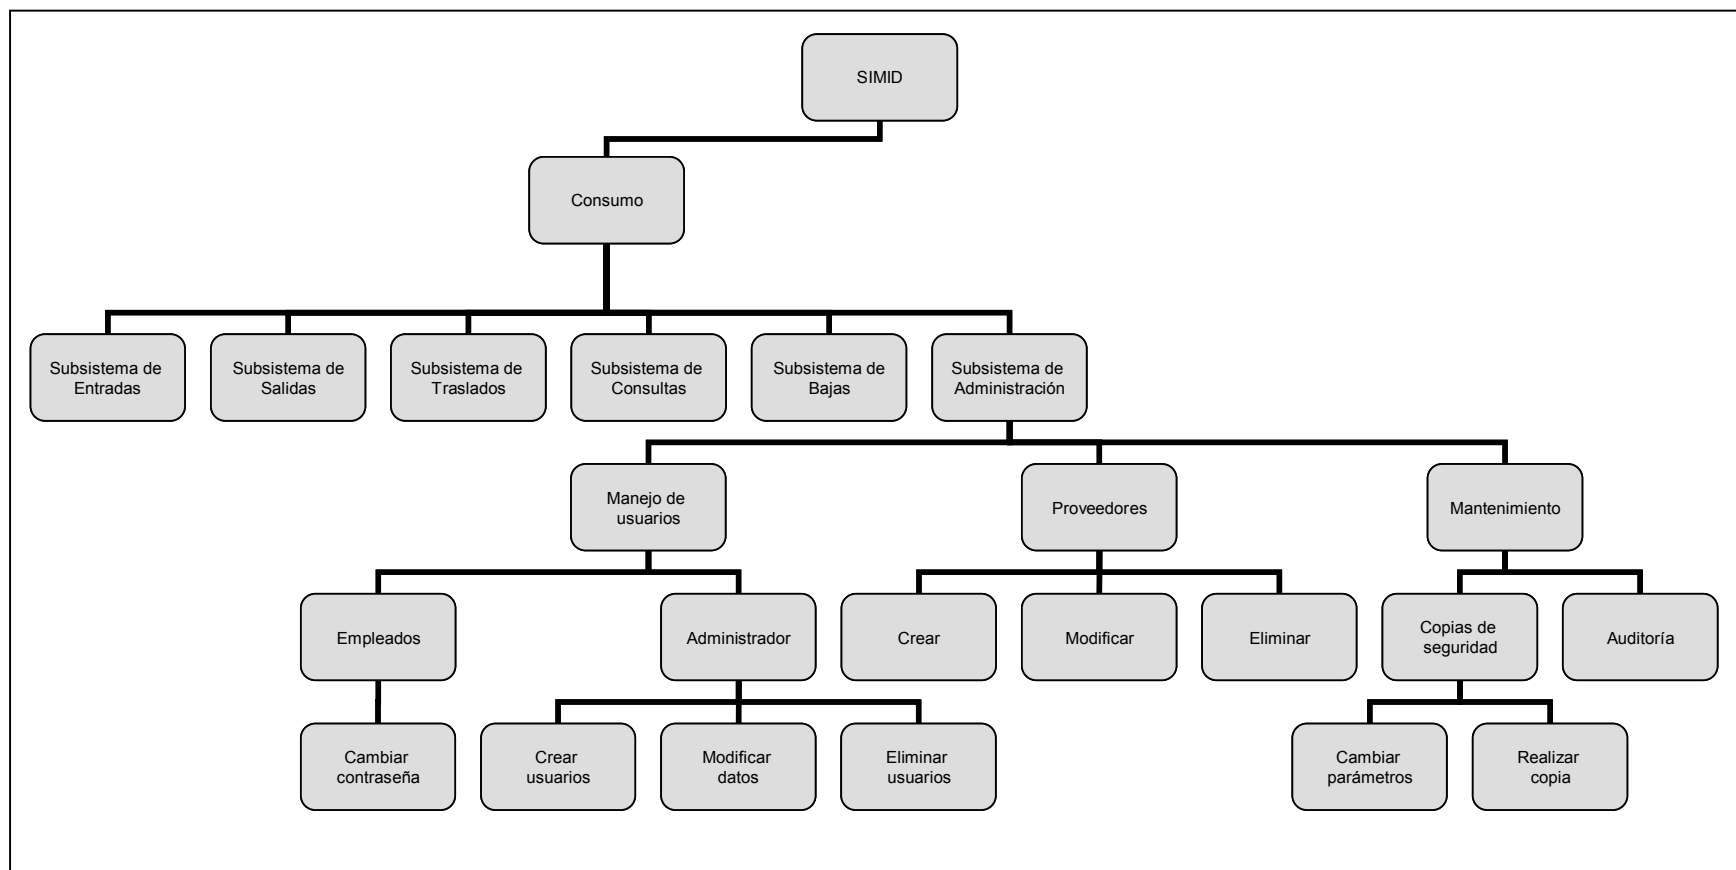 SIMID
Consumo
Subsistema de
Entradas
Subsistema de
Salidas
Subsistema de
Traslados
Subsistema de
Consultas
Subsistema de
Bajas
Subsistema de
Administración
Manejo de
usuarios
Proveedores
Mantenimiento
Empleados
Administrador
Crear
Modificar
Eliminar
Copias de
seguridad
Auditoría
Cambiar
contraseña
Crear
usuarios
Modificar
datos
Eliminar
usuarios
Cambiar
parámetros
Realizar
copia